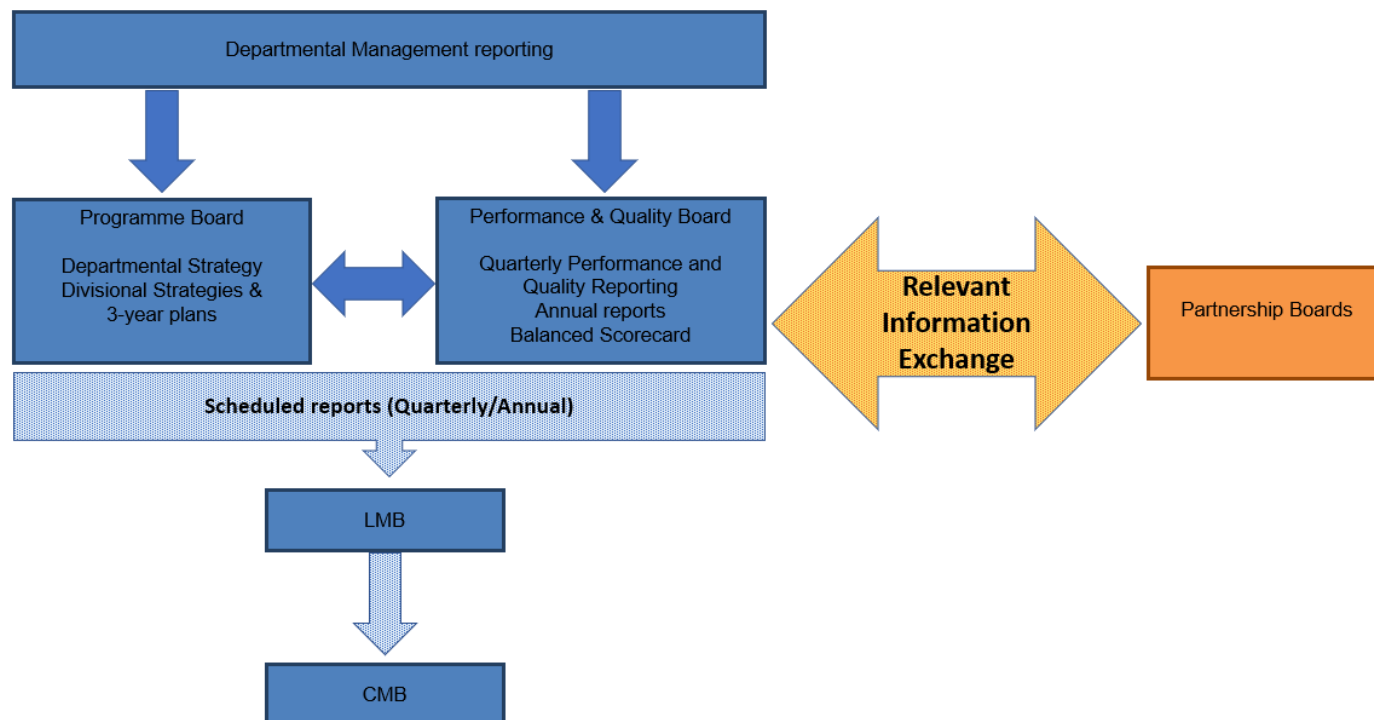 Departmental Management reporting
Programme Board
Departmental Strategy
Divisional Strategies &
3-year plans
Performance & Quality Board
Quarterly Performance and
Quality Reporting
Annual reports
Balanced Scorecard
Relevant
Information
Exchange
Partnership Boards
Scheduled reports (Quarterly/Annual)
LMB
CMB